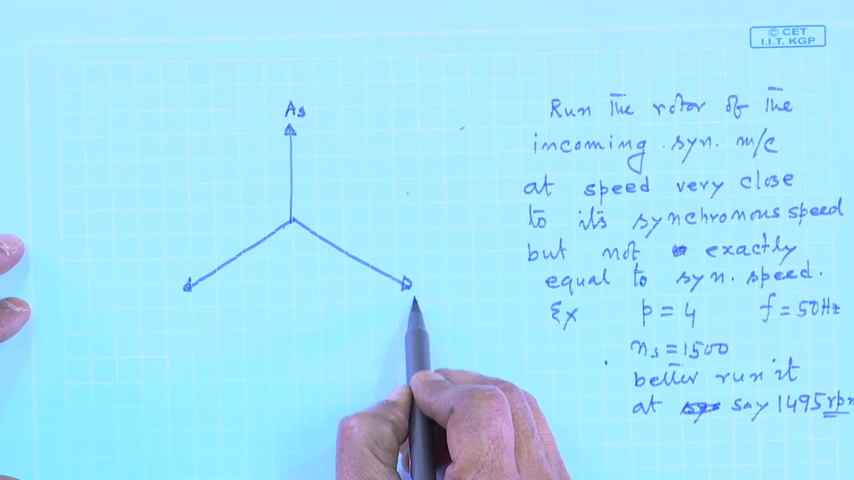 © CET
I.I.T. KGP
As
Run the rotor of the
incoming syn. m/c
at speed very close
to its synchronous speed
but not exactly
equal to syn. speed.
Ex p = 4 f = 50Hz
ns = 1500
better run it
at say 1495 rpm